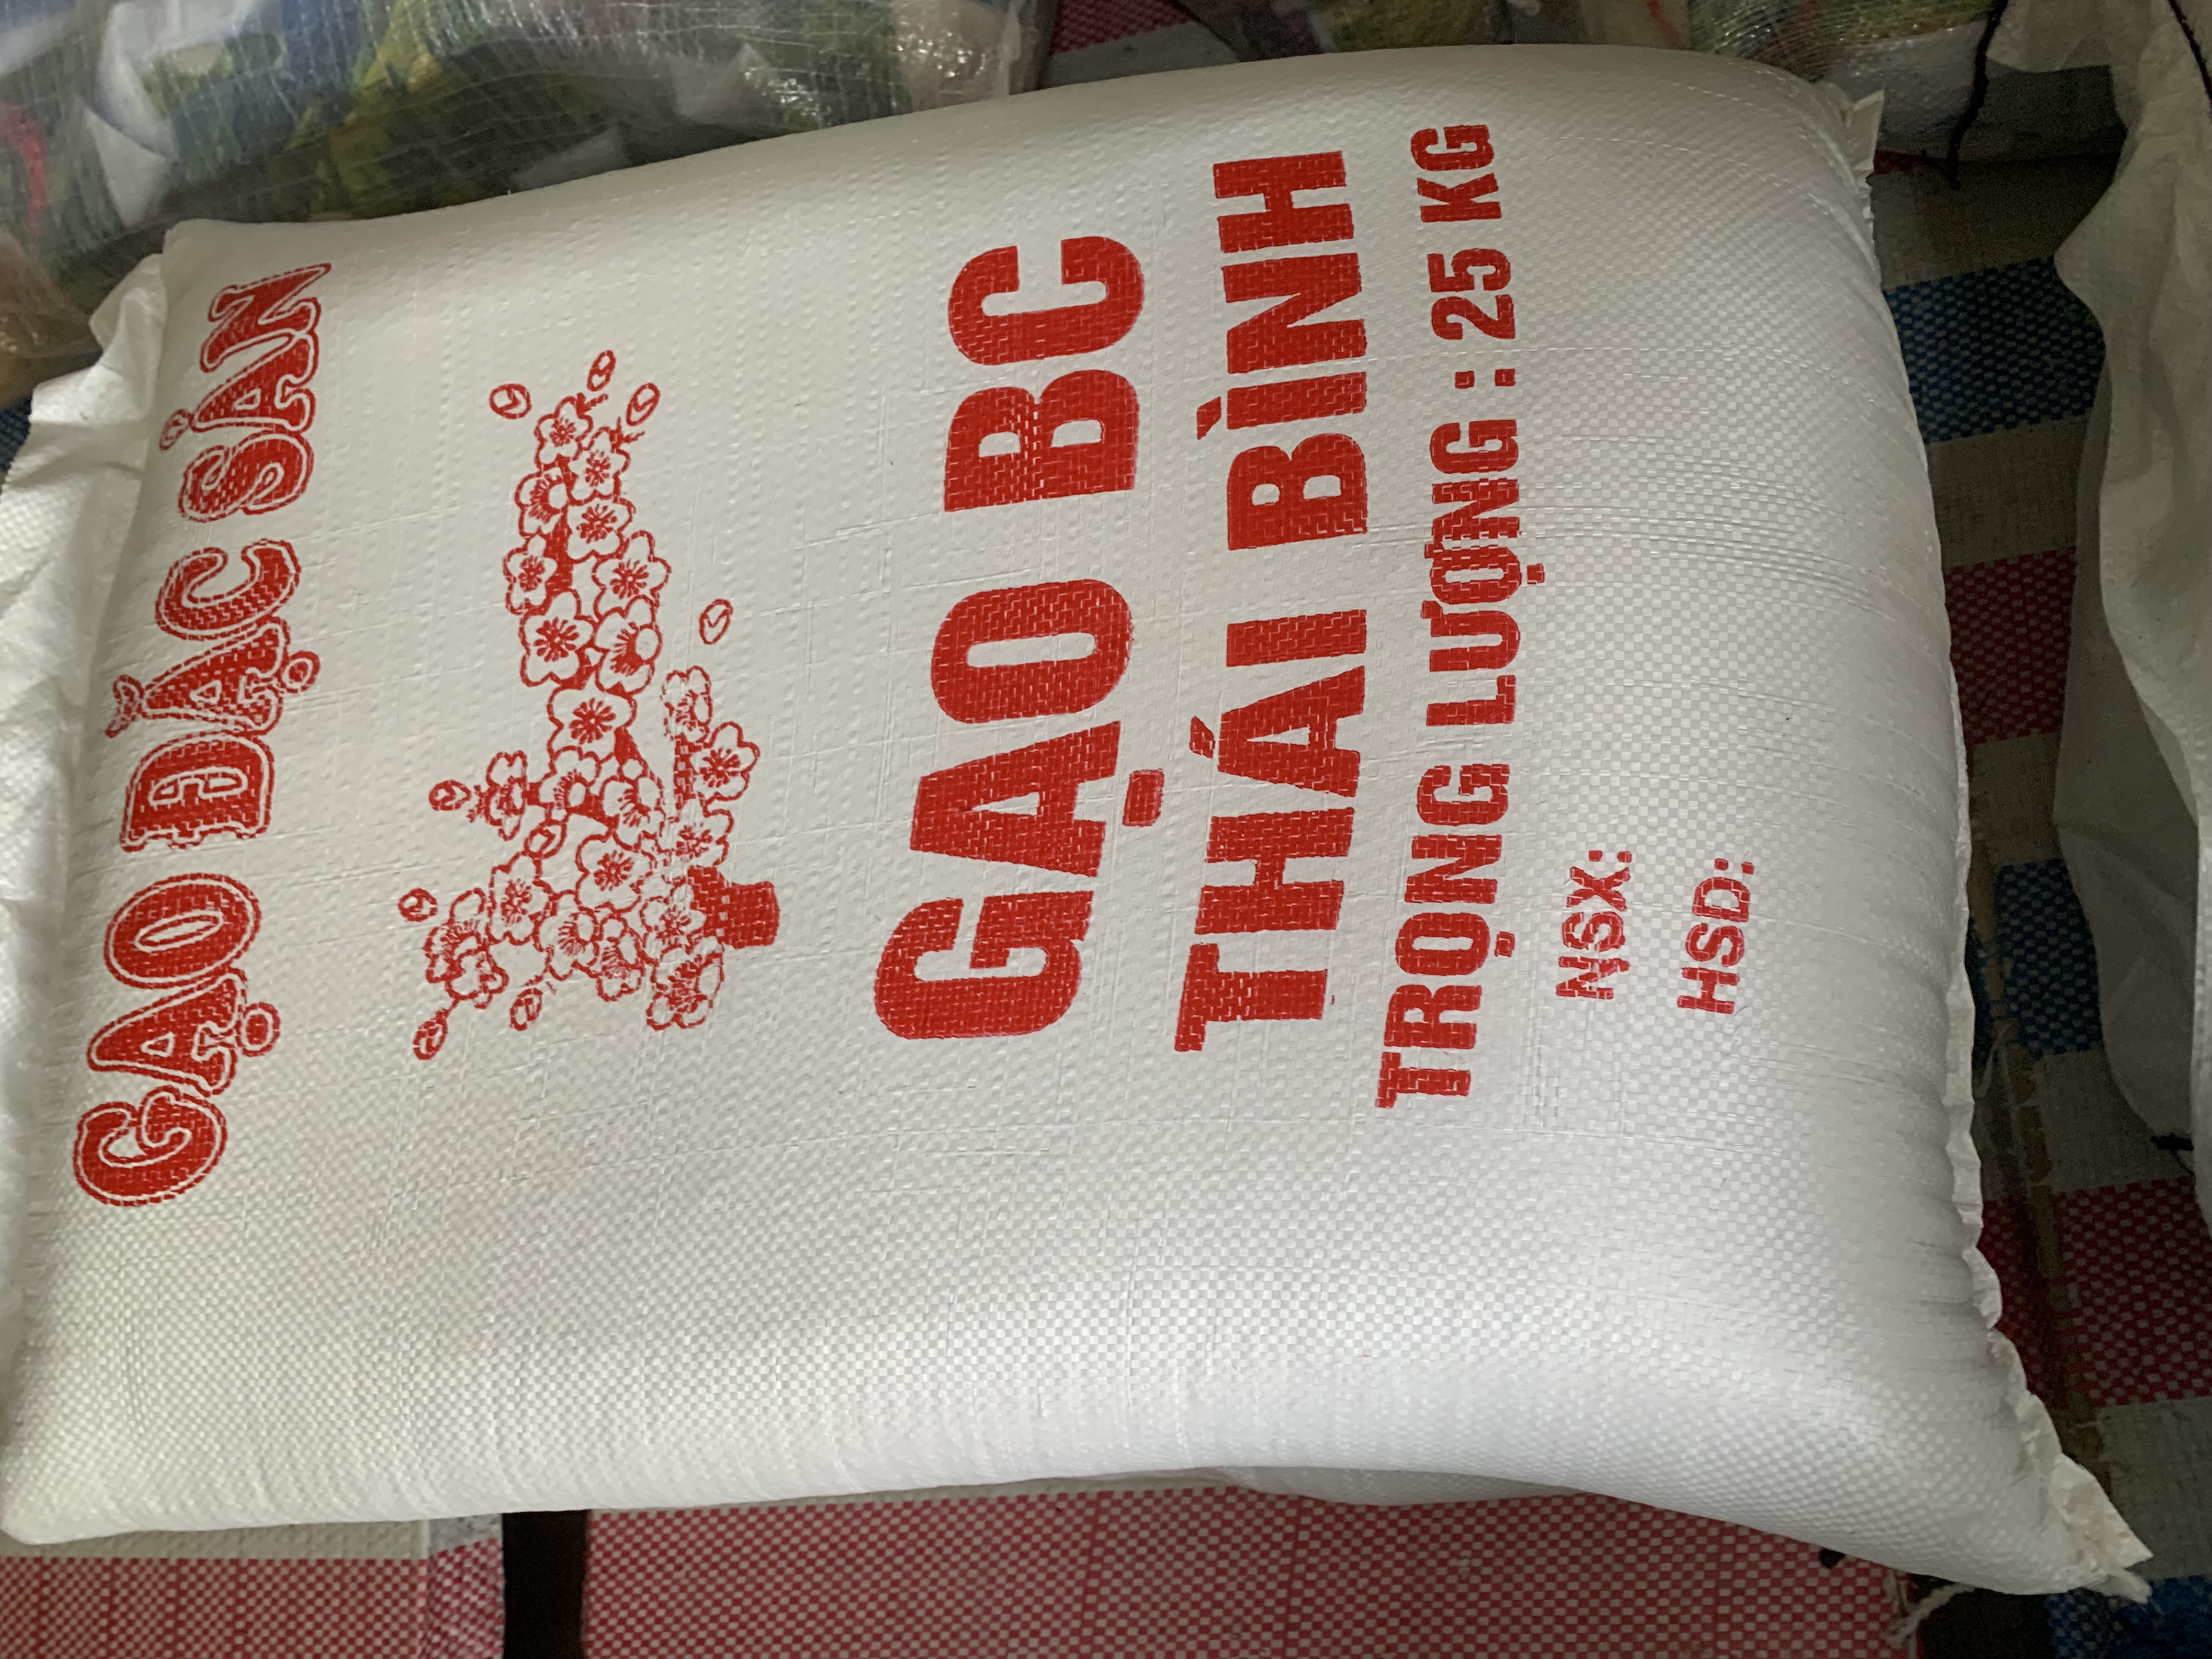 GẠO ĐẶC SẢN
GẠO BC
THÁI BÌNH
TRỌNG LƯỢNG : 25 KG
NSX:
HSD: